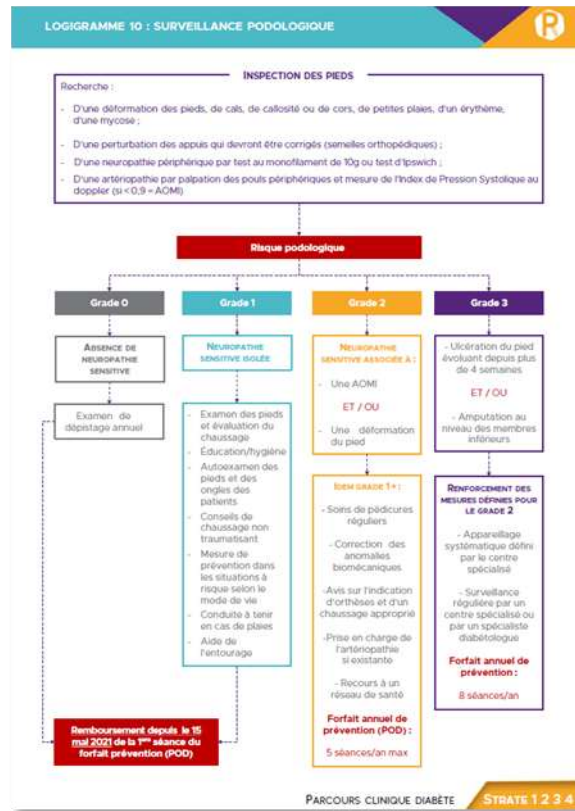 LOGIGRAMME 10 : SURVEILLANCE PODOLOGIQUE
R
INSPECTION DES PIEDS
Recherche :
- D'une déformation des pieds, de cals, de callosité ou de cors, de petites plaies, d'un érythème,
d'une mycose ;
- D'une perturbation des appuis qui devront être corrigés (semelles orthopédiques) ;
- D'une neuropathie périphérique par test au monofilament de 10g ou test d'Ipswich ;
- D'une artériopathie par palpation des pouls périphériques et mesure de l'Index de Pression Systolique au
doppler (si <0,9 = AOMI)
Risque podologique
Grade 0
ABSENCE DE
NEUROPATHIE
SENSITIVE
Examen de
dépistage annuel
Grade 1
NEUROPATHIE
SENSITIVE ISOLÉE
- Examen des pieds
et évaluation du
chaussage
- Éducation/hygiène
- Autoexamen des
pieds et des
ongles des
patients
- Conseils de
chaussage non
traumatisant
- Mesure de
prévention dans
les situations à
risque selon le
mode de vie
- Conduite à tenir
en cas de plaies
- Aide de
l'entourage
Remboursement depuis le 15
mai 2021 de la 1ère séance du
forfait prévention (POD)
Grade 2
NEUROPATHIE
SENSITIVE ASSOCIÉE À :
- Une AOMI
ET / OU
- Une déformation
du pied
IDEM GRADE 1+ :
- Soins de pédicures
réguliers
- Correction des
anomalies
biomécaniques
-Avis sur l'indication
d'orthèses et d'un
chaussage approprié
-Prise en charge de
l'artériopathie
si existante
- Recours à un
réseau de santé
Forfait annuel de
prévention (POD) :
5 séances/an max
Grade 3
- Ulcération du pied
évoluant depuis plus
de 4 semaines
ET / OU
- Amputation au
niveau des membres
inférieurs
RENFORCEMENT DES
MESURES DÉFINIES POUR
LE GRADE 2
- Appareillage
systématique défini
par le centre
spécialisé
- Surveillance
régulière par un
centre spécialisé ou
par un spécialiste
diabétologue
Forfait annuel de
prévention :
8 séances/an
PARCOURS CLINIQUE DIABÈTE
STRATE 1 2 3 4